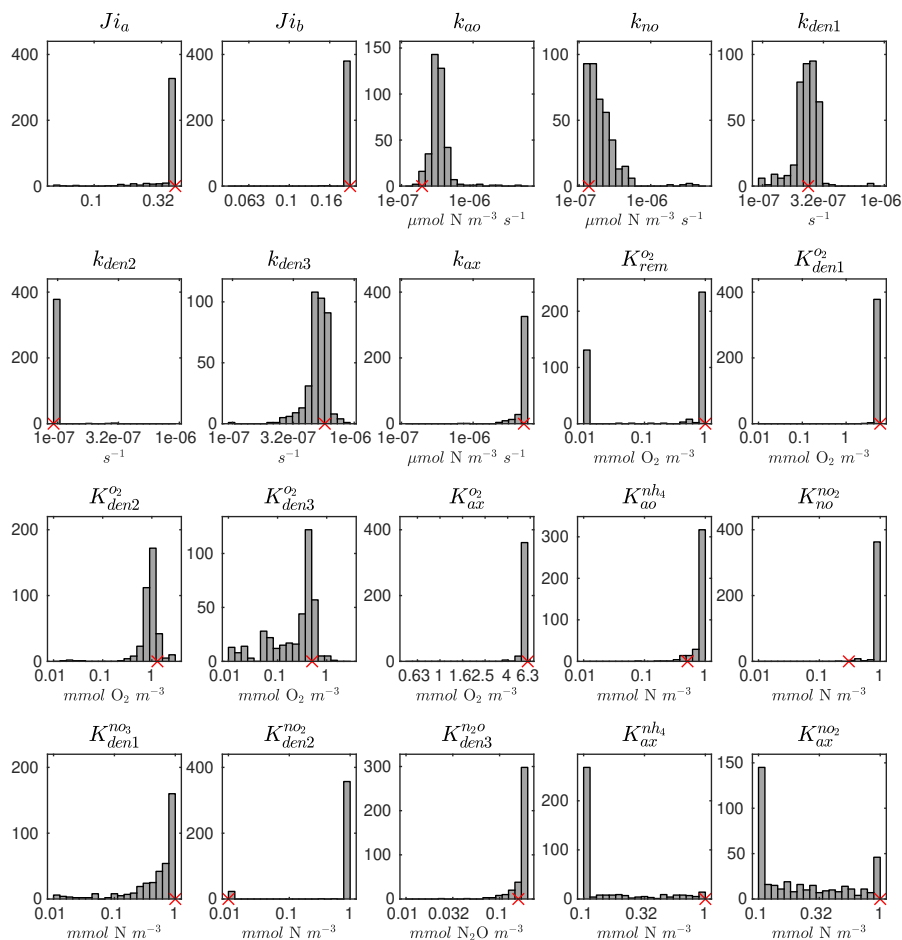 Ji_a Ji_b k_ao k_no k_den1
400 400 150 100 400
200 200 100 50 50
0 0 50 0 0
0
0.1 0.32 0.063 0.1 0.16 1e-07 1e-06 1e-07 1e-06 1e-07 3.2e-07 1e-06
μmol N m^−3 s^−1 μmol N m^−3 s^−1 s^−1
k_den2 k_den3 k_ax K_rem^o2 K_den1^o2
400 100 400 200 400
200 50 200 100 200
0 0 0 0 0
1e-07 3.2e-07 1e-06 1e-07 3.2e-07 1e-06 1e-07 1e-06 0.01 0.1 1 0.01 0.1 1
s^−1 s^−1 μmol N m^−3 s^−1 mmol O2 m^−3 mmol O2 m^−3
K_den2^o2 K_den3^o2 K_ax^o2 K_ao^nh4 K_no^no2
200 100 400 300 400
100 50 200 200 200
0 0 0 100 0
0
0.01 0.1 1 0.01 0.1 1 0.63 1 1.62.5 4 6.3 0.01 0.1 1 0.01 0.1 1
mmol O2 m^−3 mmol O2 m^−3 mmol O2 m^−3 mmol N m^−3 mmol N m^−3
K_den1^no3 K_den2^no2 K_den3^n2o K_ax^nh4 K_ax^no2
200 400 300 200 150
100 200 200 100 100
0 0 100 0 50
0 0
0.01 0.1 1 0.01 0.1 1 0.01 0.032 0.1 0.1 0.32 1 0.1 0.32 1
mmol N m^−3 mmol N m^−3 mmol N2O m^−3 mmol N m^−3 mmol N m^−3